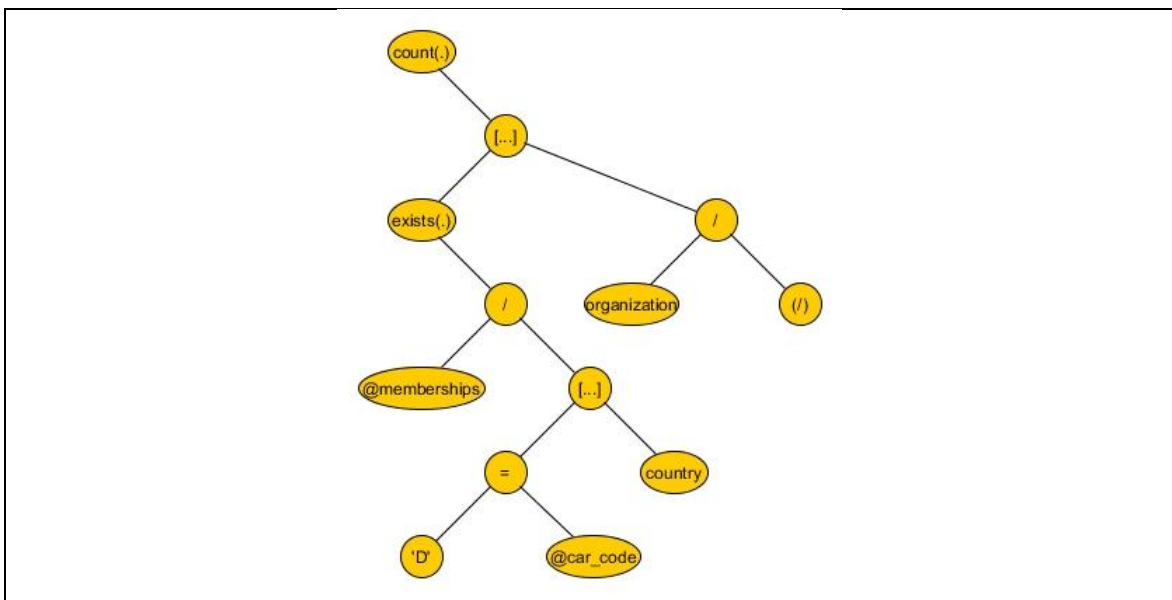 count(.)
[...]
exists(.)
/
/
organization
(/)
@memberships
[...]
=
country
'D'
@car_code